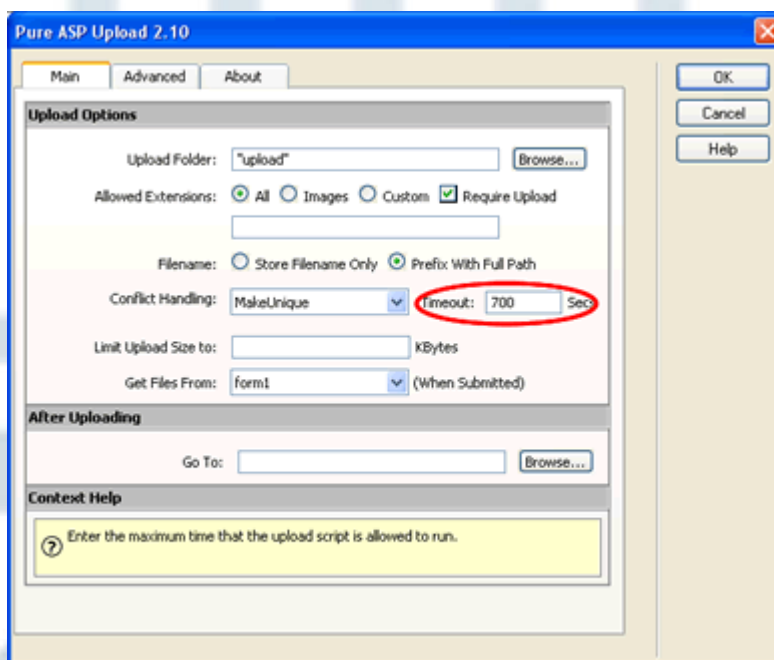 Pure ASP Upload 2.10
Main Advanced About
OK
Cancel
Help
Upload Options
Upload Folder: "upload" Browse...
Allowed Extensions: All Images Custom Require Upload
Filename: Store Filename Only Prefix With Full Path
Conflict Handling: MakeUnique Timeout: 700 Secs
Limit Upload Size to: KBytes
Get Files From: form1 (When Submitted)
After Uploading
Go To: Browse...
Context Help
Enter the maximum time that the upload script is allowed to run.